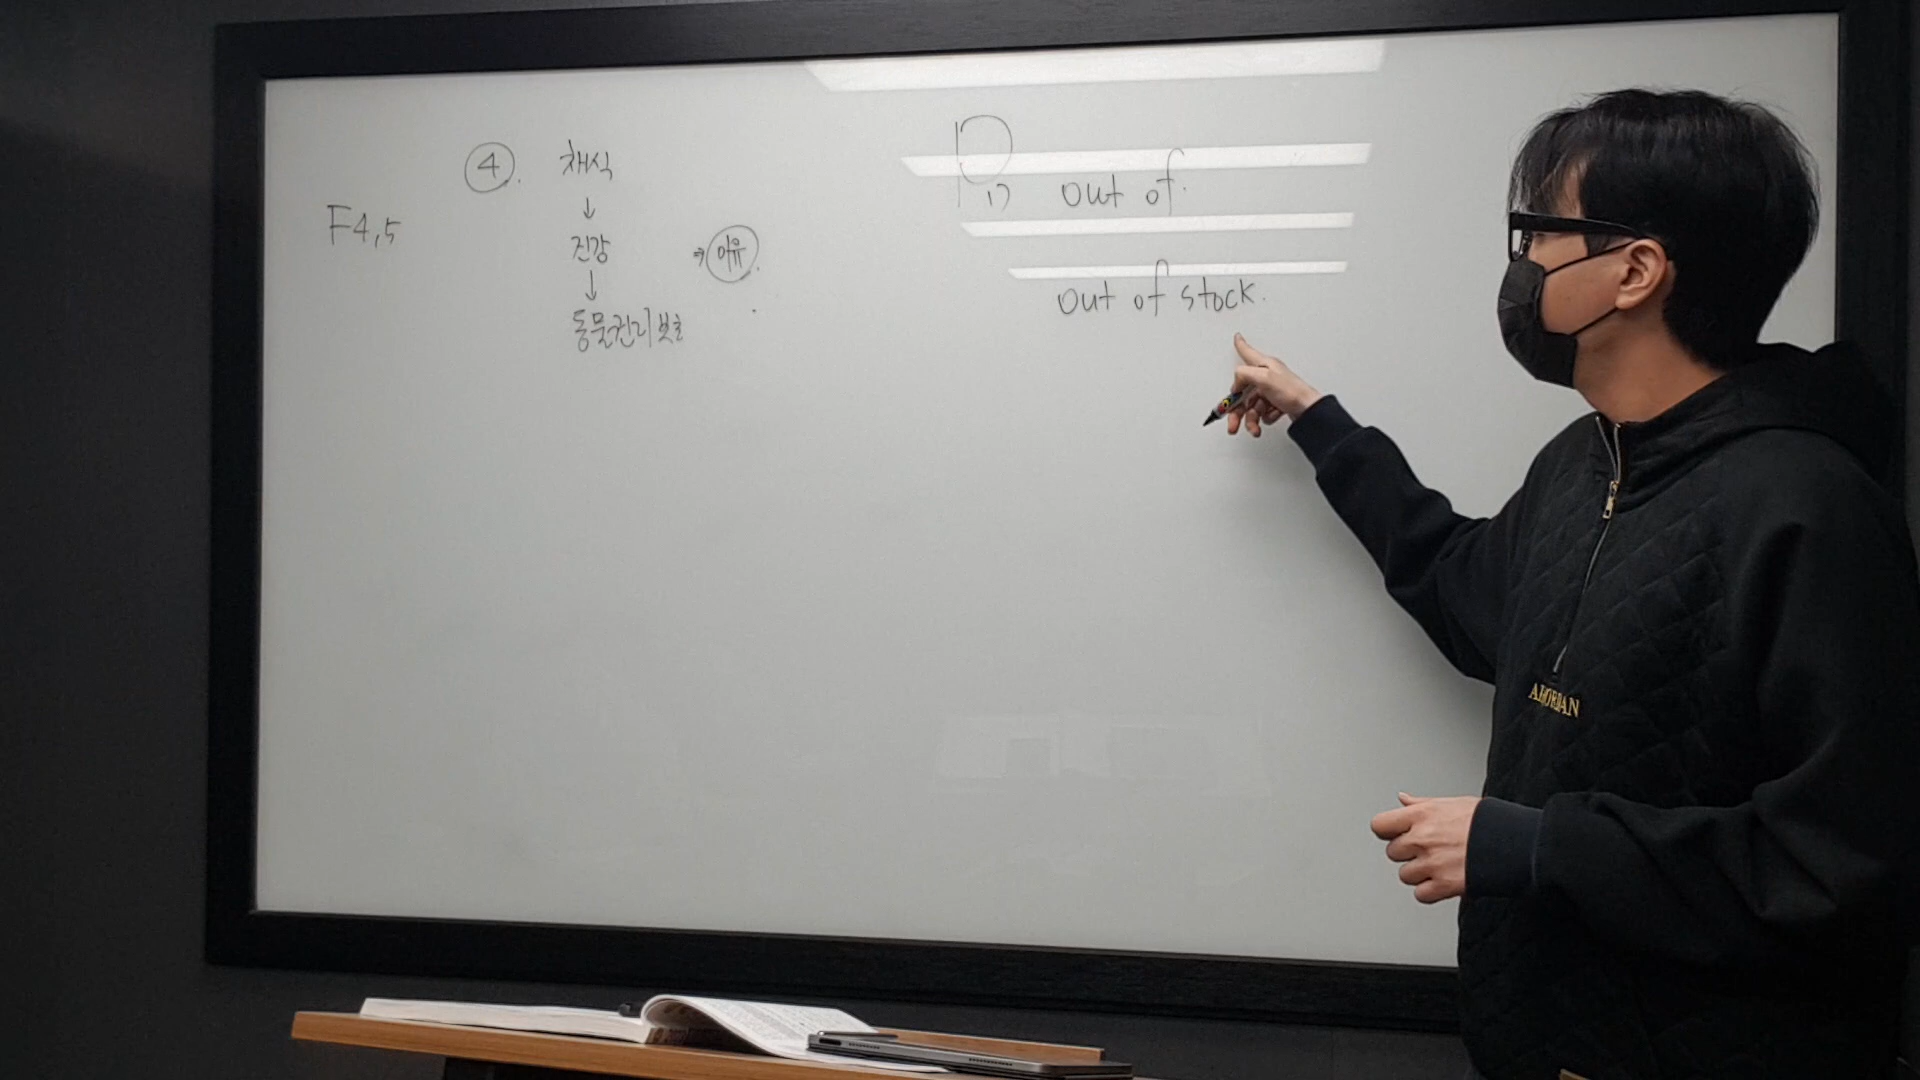 F4,5
④. 채식
↓
건강
↓
동물권리 보호
⇒ 이유.
P.17 out of.
out of stock.